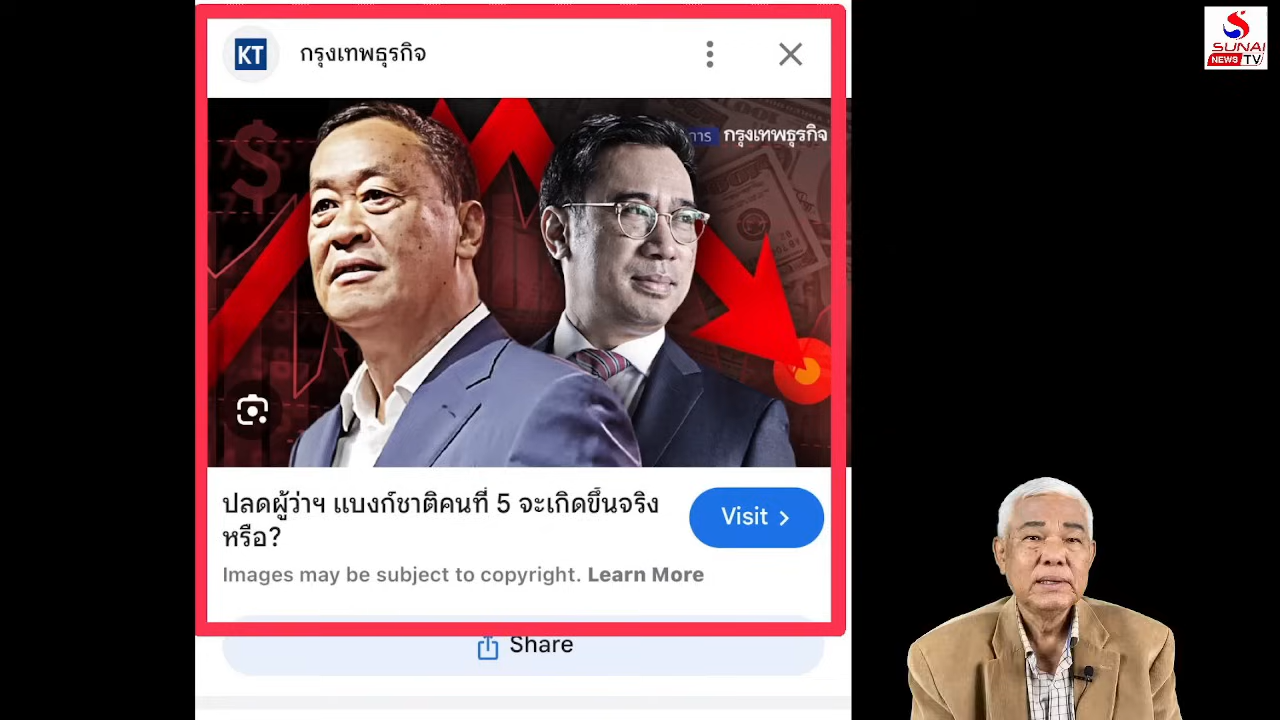 KT กรุงเทพธุรกิจ
SUNAI
NEWS TV
การ กรุงเทพธุรกิจ
ปลดผู้ว่าฯ แบงก์ชาติคนที่ 5 จะเกิดขึ้นจริง
หรือ?
Visit
Images may be subject to copyright. Learn More
Share